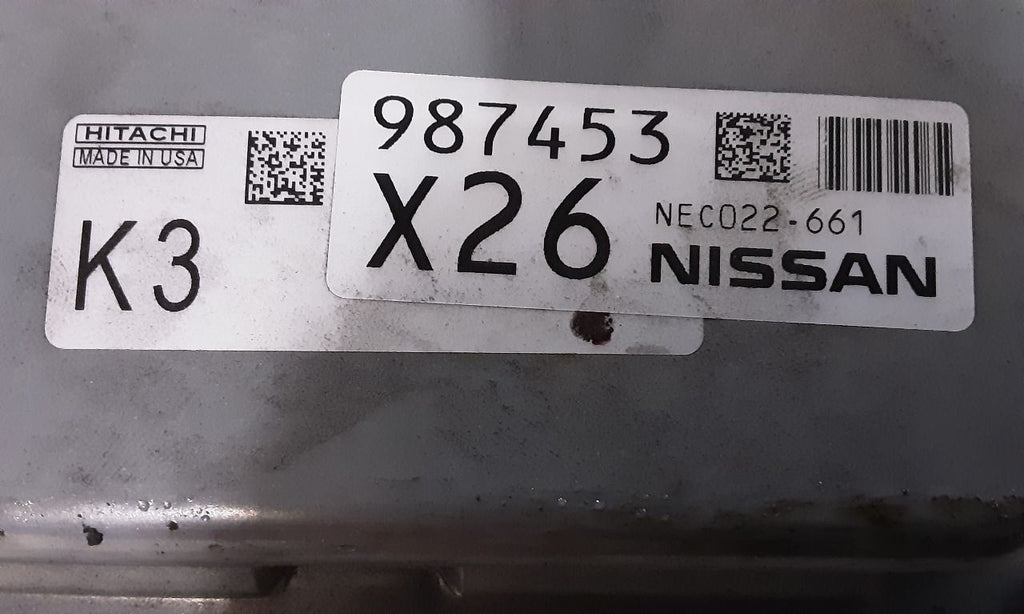 HITACHI
MADE IN USA
K3
987453
X26
NEC022-661
NISSAN